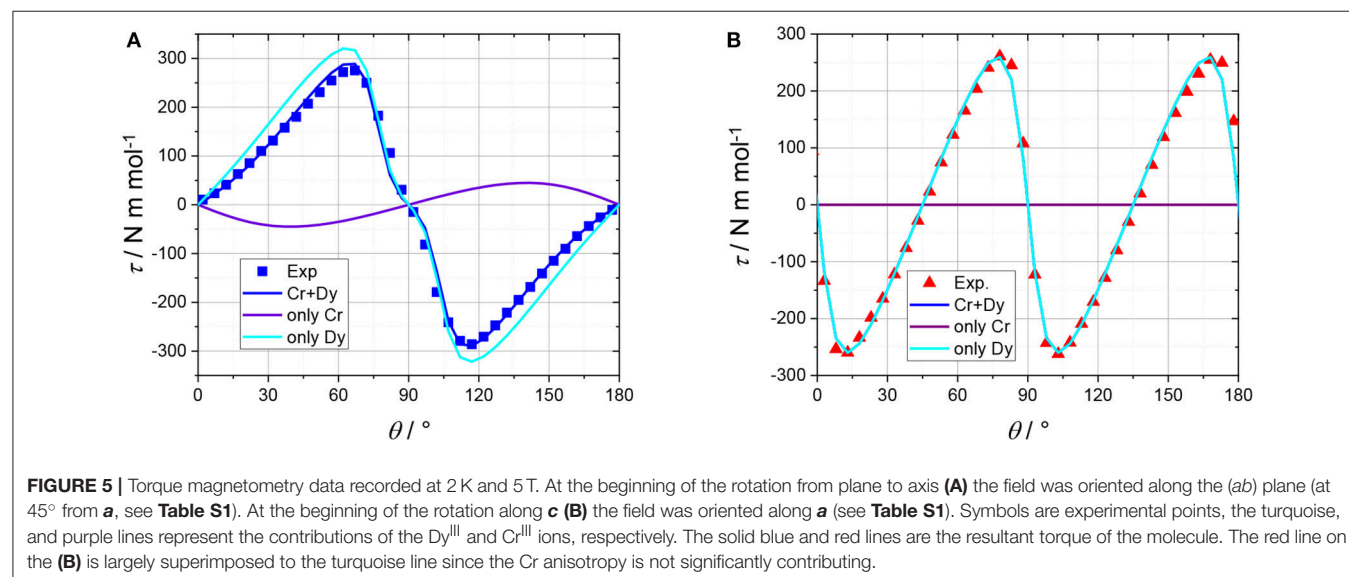 A
300
200
100
0
-100
-200
-300
τ / N m mol-1
Exp
Cr+Dy
only Cr
only Dy
0 30 60 90 120 150 180
θ / °
B
300
200
100
0
-100
-200
-300
τ / N m mol-1
Exp.
Cr+Dy
only Cr
only Dy
0 30 60 90 120 150 180
θ / °
FIGURE 5 | Torque magnetometry data recorded at 2 K and 5 T. At the beginning of the rotation from plane to axis (A) the field was oriented along the (ab) plane (at
45° from a, see Table S1). At the beginning of the rotation along c (B) the field was oriented along a (see Table S1). Symbols are experimental points, the turquoise,
and purple lines represent the contributions of the DyIII and CrIII ions, respectively. The solid blue and red lines are the resultant torque of the molecule. The red line on
the (B) is largely superimposed to the turquoise line since the Cr anisotropy is not significantly contributing.